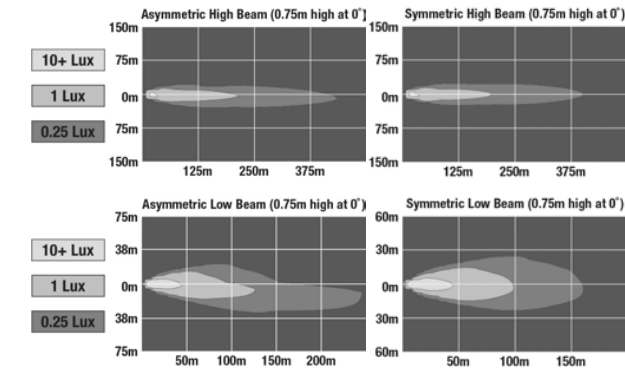 Asymmetric High Beam (0.75m high at 0˚)
Symmetric High Beam (0.75m high at 0˚)
10+ Lux
1 Lux
0.25 Lux
150m
75m
0m
75m
150m
125m 250m 375m
150m
75m
0m
75m
150m
125m 250m 375m
Asymmetric Low Beam (0.75m high at 0˚)
Symmetric Low Beam (0.75m high at 0˚)
10+ Lux
1 Lux
0.25 Lux
75m
38m
0m
38m
75m
50m 100m 150m 200m
60m
30m
0m
30m
60m
50m 100m 150m